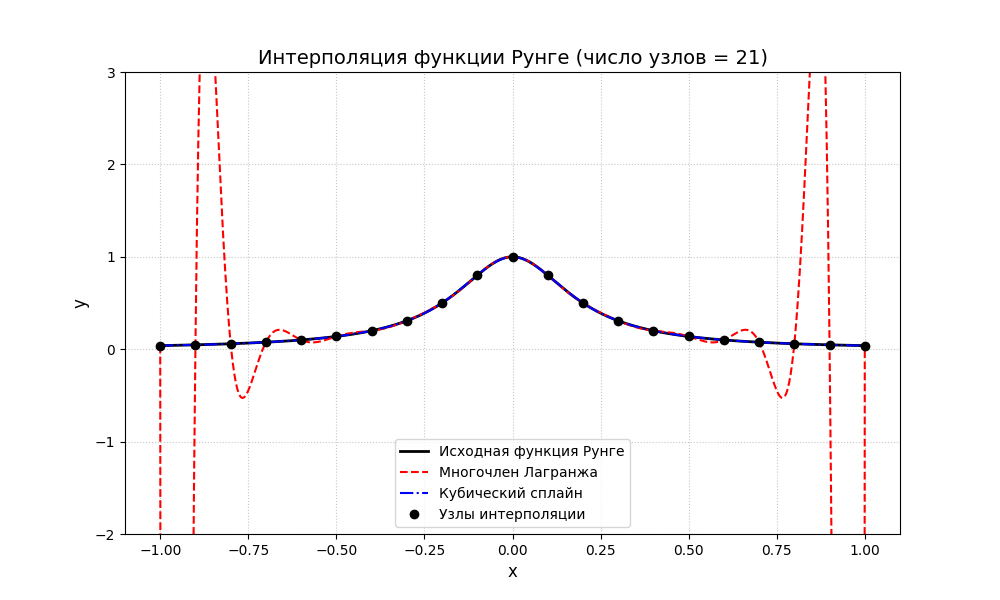 Интерполяция функции Рунге (число узлов = 21)
y
3
2
1
0
−1
−2
Исходная функция Рунге
Многочлен Лагранжа
Кубический сплайн
Узлы интерполяции
−1.00 −0.75 −0.50 −0.25 0.00 0.25 0.50 0.75 1.00
x